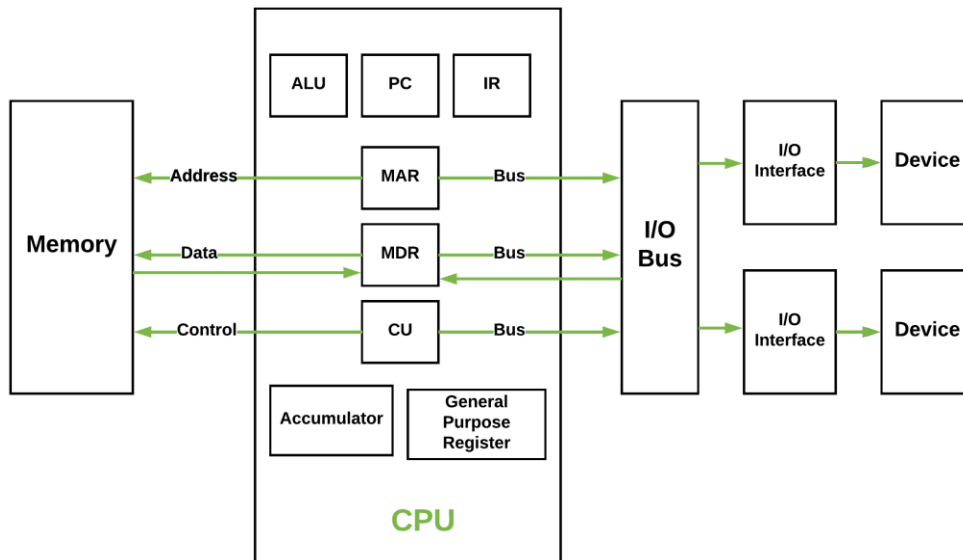 ALU
PC
IR
Memory
Address
MAR
Bus
Data
MDR
Bus
Control
CU
Bus
Accumulator
General
Purpose
Register
CPU
I/O
Bus
I/O
Interface
Device
I/O
Interface
Device